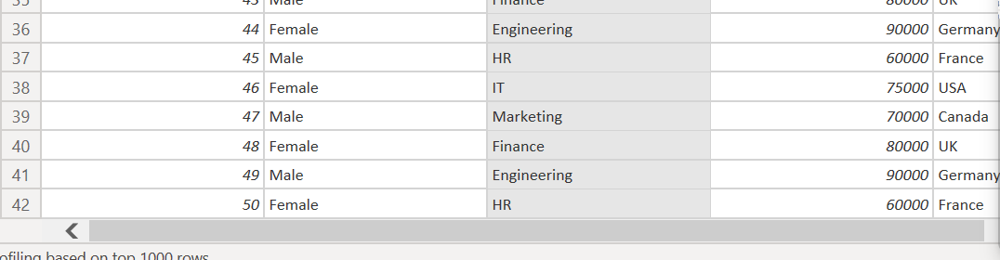 35 43 Male Finance 80000 UK
36 44 Female Engineering 90000 Germany
37 45 Male HR 60000 France
38 46 Female IT 75000 USA
39 47 Male Marketing 70000 Canada
40 48 Female Finance 80000 UK
41 49 Male Engineering 90000 Germany
42 50 Female HR 60000 France
ofiling based on top 1000 rows